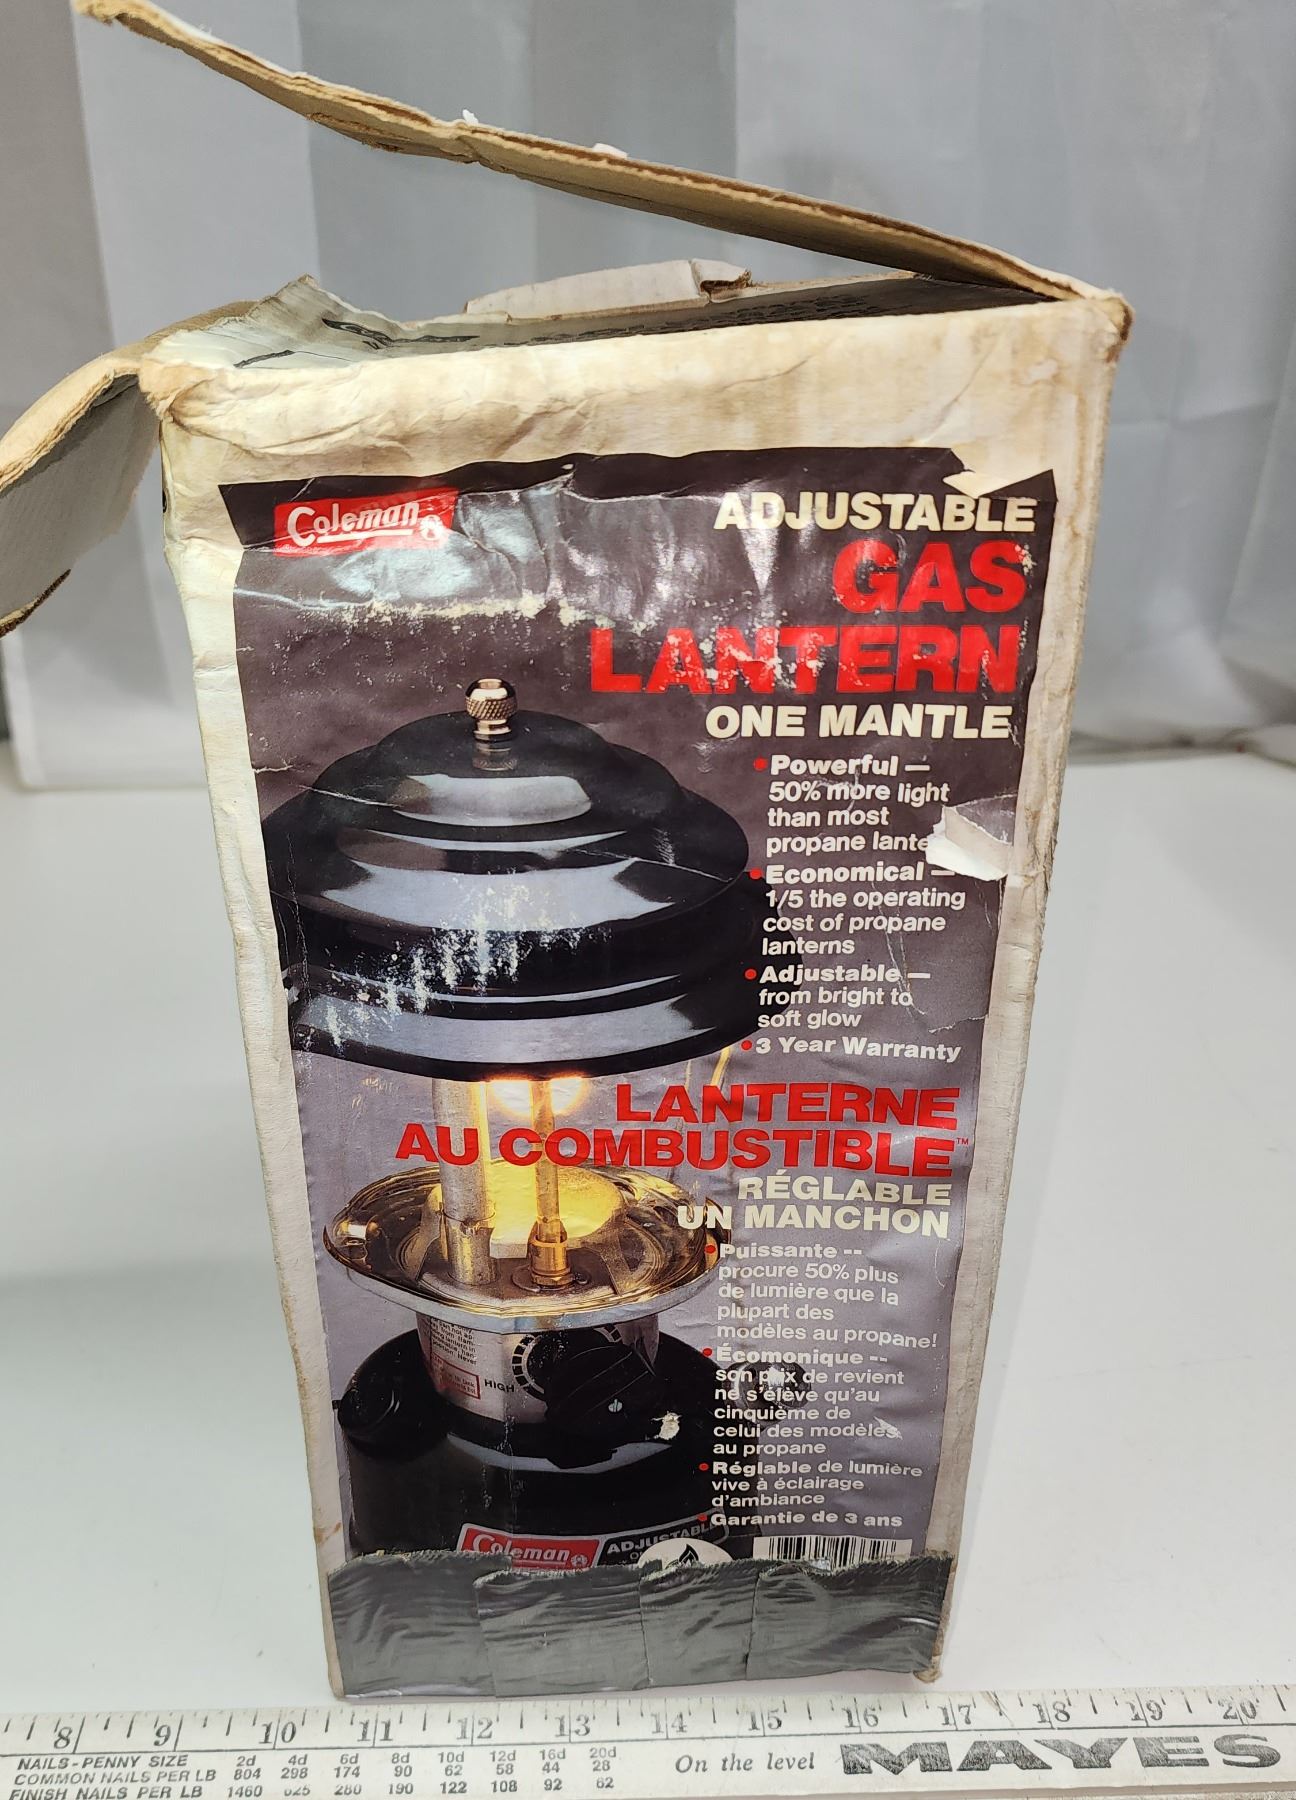 Coleman
ADJUSTABLE
GAS
LANTERN
ONE MANTLE
• Powerful —
50% more light
than most
propane lante
• Economical —
1/5 the operating
cost of propane
lanterns
• Adjustable —
from bright to
soft glow
• 3 Year Warranty
LANTERNE
AU COMBUSTIBLE™
RÉGLABLE
UN MANCHON
• Puissante --
procure 50% plus
de lumière que la
plupart des
modèles au propane!
• Écomonique --
son prix de revient
ne s'élève qu'au
cinquième de
celui des modèles
au propane
• Réglable de lumière
vive à éclairage
d'ambiance
• Garantie de 3 ans
HIGH
Coleman
ADJUSTABLE
8 9 10 11 12 13 14 15 16 17 18 19 20
NAILS-PENNY SIZE 2d 4d 6d 8d 10d 12d 16d 20d
COMMON NAILS PER LB 804 298 174 90 62 58 44 28
FINISH NAILS PER LB 1460 625 280 190 122 108 92 62
On the level MAYES